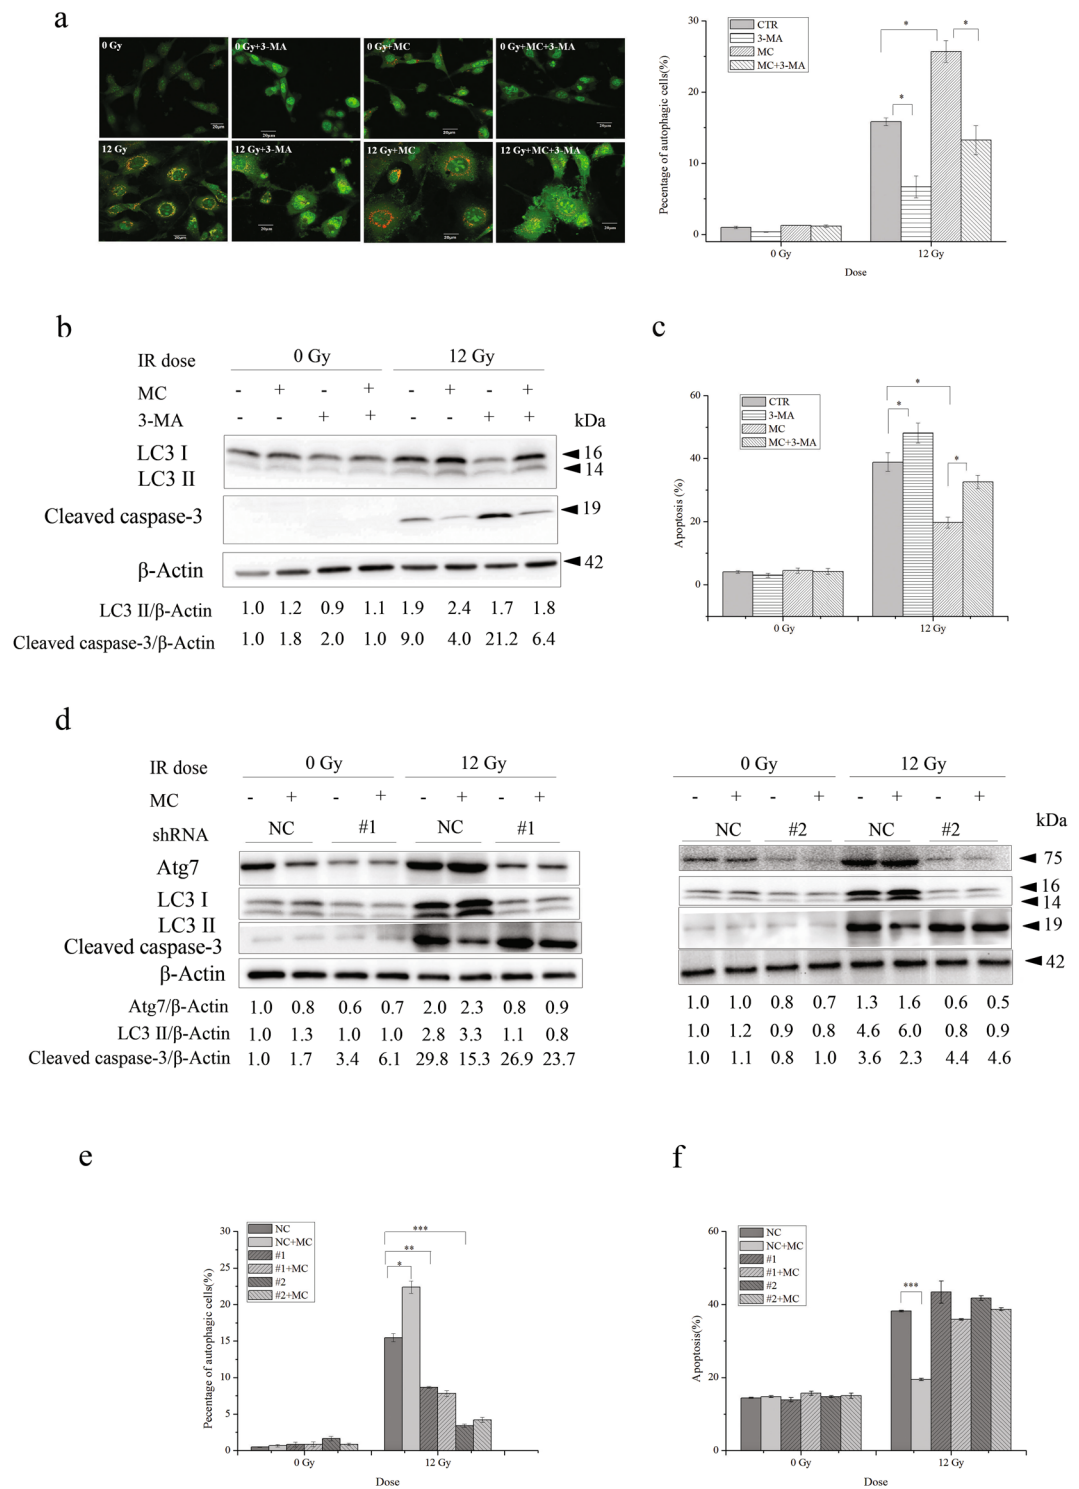 a
0 Gy
0 Gy+3-MA
0 Gy+MC
0 Gy+MC+3-MA
20μm
20μm
20μm
20μm
12 Gy
12 Gy+3-MA
12 Gy+MC
12 Gy+MC+3-MA
20μm
20μm
20μm
20μm
Pecentage of autophagic cells(%)
30
20
10
0
CTR
3-MA
MC
MC+3-MA
*
*
*
0 Gy
12 Gy
Dose
b
IR dose 0 Gy 12 Gy
MC - + - + - + - +
3-MA - - + + - - + + kDa
LC3 I 16
LC3 II 14
Cleaved caspase-3 19
β-Actin 42
LC3 II/β-Actin 1.0 1.2 0.9 1.1 1.9 2.4 1.7 1.8
Cleaved caspase-3/β-Actin 1.0 1.8 2.0 1.0 9.0 4.0 21.2 6.4
c
Apoptosis (%)
60
40
20
0
CTR
3-MA
MC
MC+3-MA
*
*
*
0 Gy
12 Gy
Dose
d
IR dose 0 Gy 12 Gy
MC - + - + - + - +
shRNA NC #1 NC #1
Atg7
LC3 I
LC3 II
Cleaved caspase-3
β-Actin
Atg7/β-Actin 1.0 0.8 0.6 0.7 2.0 2.3 0.8 0.9
LC3 II/β-Actin 1.0 1.3 1.0 1.0 2.8 3.3 1.1 0.8
Cleaved caspase-3/β-Actin 1.0 1.7 3.4 6.1 29.8 15.3 26.9 23.7
0 Gy 12 Gy
- + - + - + - +
NC #2 NC #2 kDa
75
16
14
19
42
1.0 1.0 0.8 0.7 1.3 1.6 0.6 0.5
1.0 1.2 0.9 0.8 4.6 6.0 0.8 0.9
1.0 1.1 0.8 1.0 3.6 2.3 4.4 4.6
e
Pecentage of autophagic cells(%)
30
25
20
15
10
5
0
NC
NC+MC
#1
#1+MC
#2
#2+MC
***
**
*
0 Gy
12 Gy
Dose
f
Apoptosis(%)
60
40
20
0
NC
NC+MC
#1
#1+MC
#2
#2+MC
***
0 Gy
12 Gy
Dose